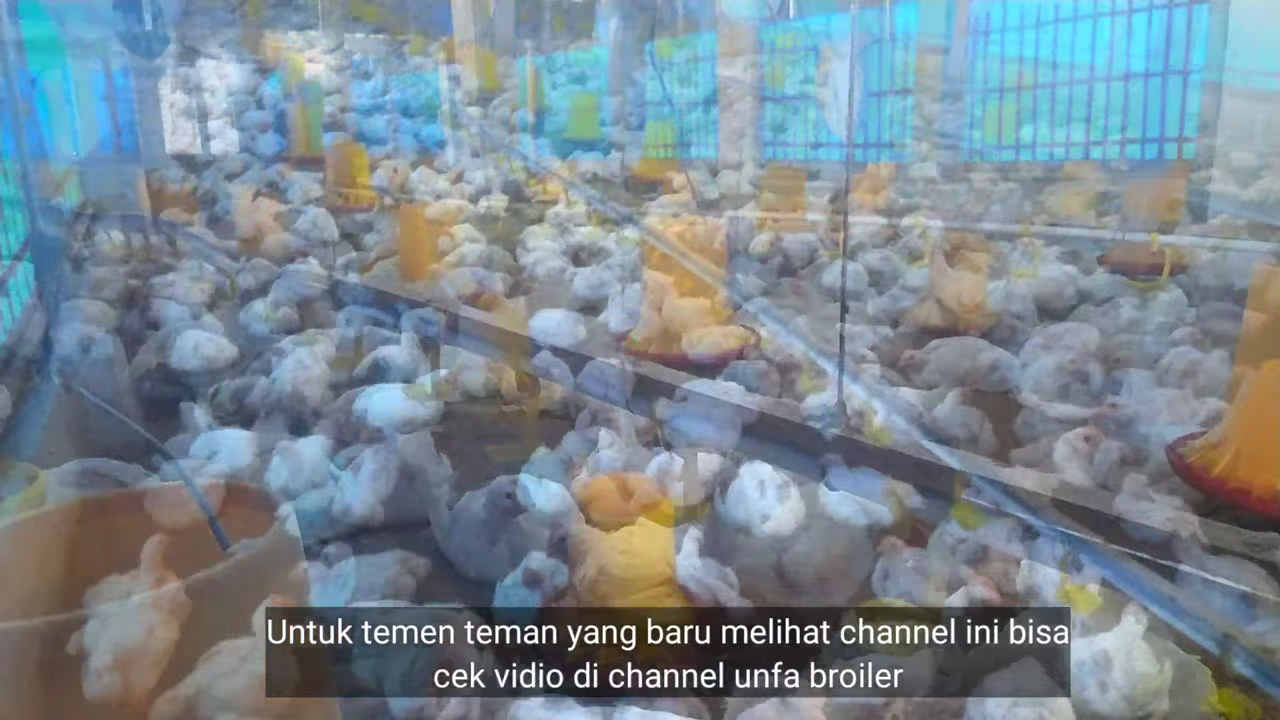 Untuk temen teman yang baru melihat channel ini bisa
cek vidio di channel unfa broiler